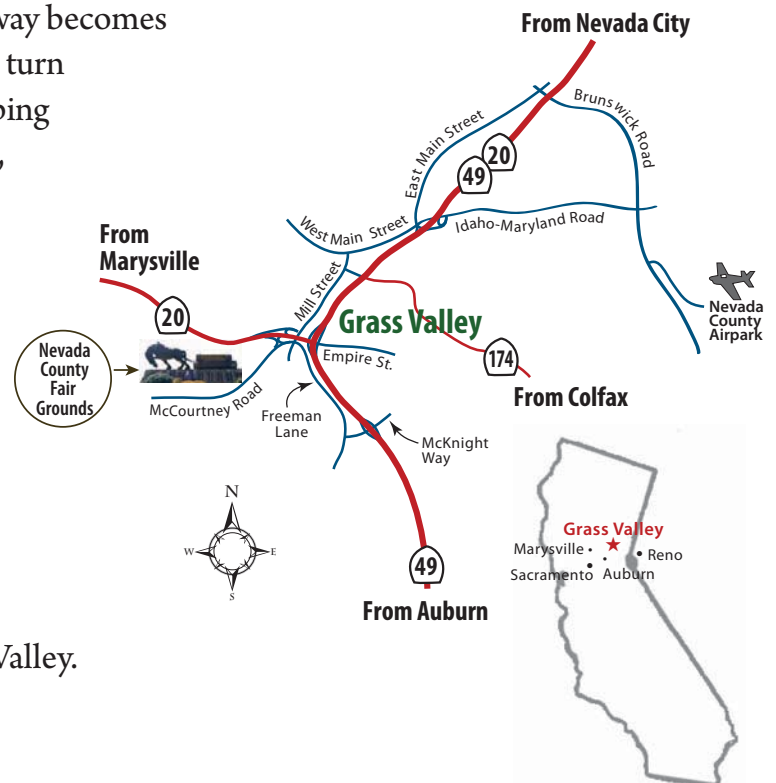 way becomes
turn
ping
,
Valley.
From Nevada City
Brunswick Road
East Main Street
20
49
West Main Street
Idaho-Maryland Road
From
Marysville
Mill Street
20
Grass Valley
Nevada
County
Airpark
Nevada
County
Fair
Grounds
Empire St.
174
From Colfax
McCourtney Road
Freeman
Lane
McKnight
Way
N
W
E
S
49
From Auburn
Grass Valley
Marysville
Reno
Sacramento
Auburn